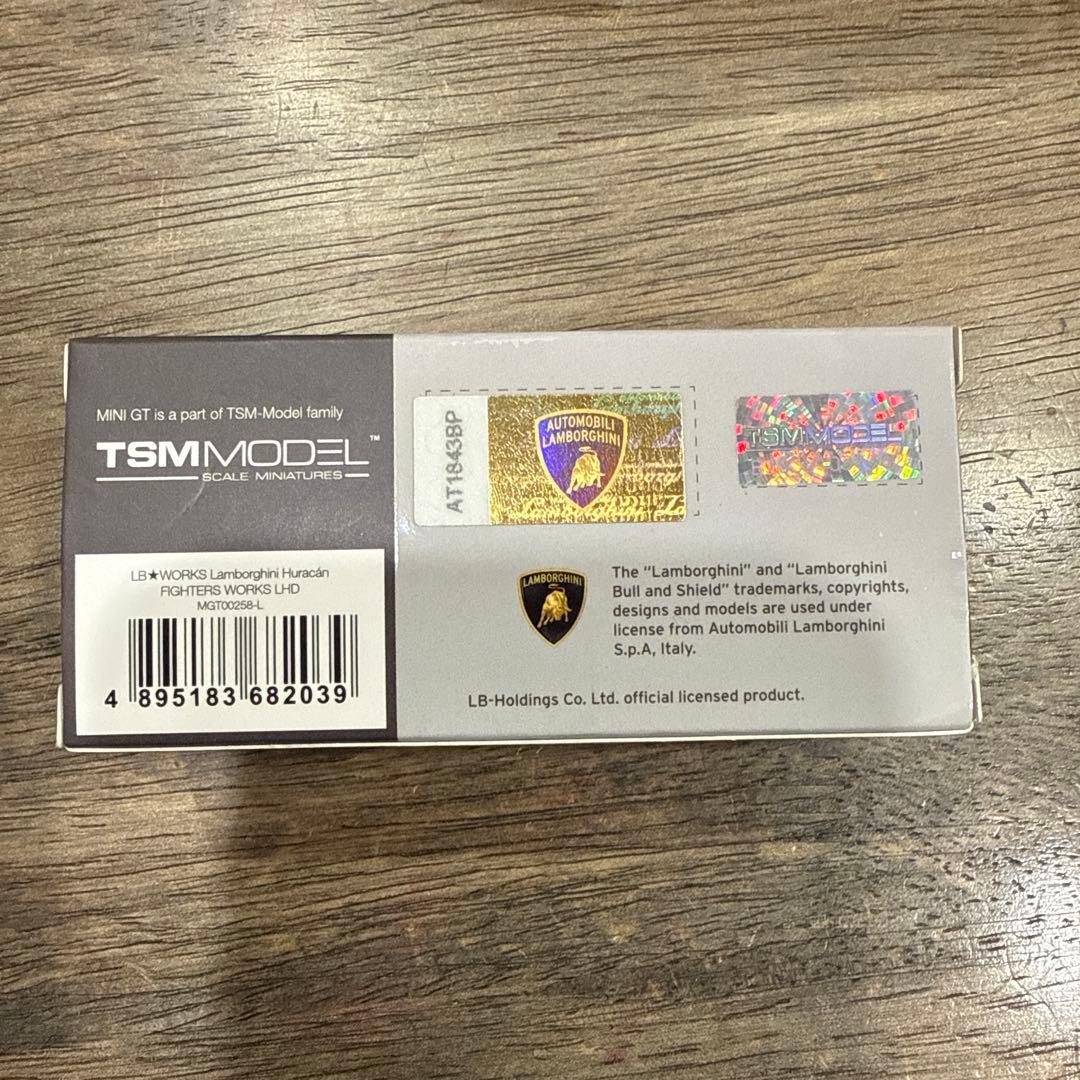 MINI GT is a part of TSM-Model family
TSMMODEL™
SCALE MINIATURES
LB★WORKS Lamborghini Huracán
FIGHTERS WORKS LHD
MGT00258-L
4 895183 682039
AT1843BP
AUTOMOBILI
LAMBORGHINI
TSMMODEL
LAMBORGHINI
The "Lamborghini" and "Lamborghini
Bull and Shield" trademarks, copyrights,
designs and models are used under
license from Automobili Lamborghini
S.p.A, Italy.
LB-Holdings Co. Ltd. official licensed product.